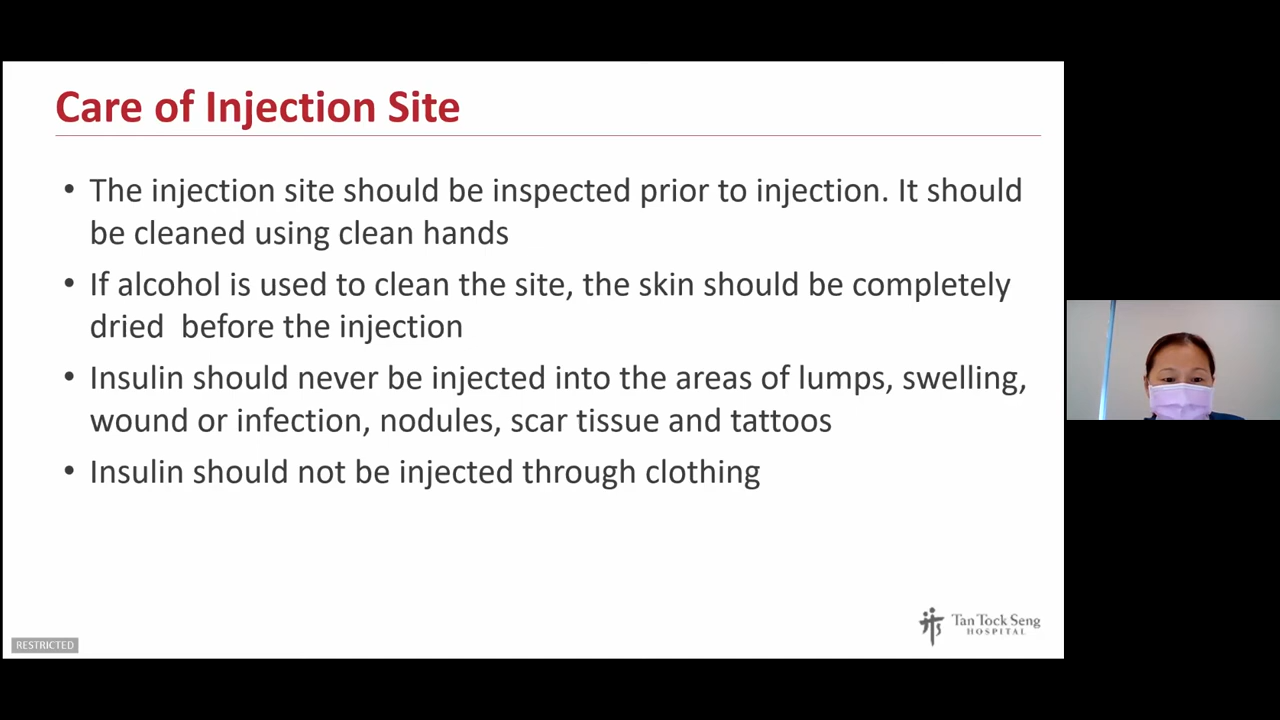 Care of Injection Site
• The injection site should be inspected prior to injection. It should
be cleaned using clean hands
• If alcohol is used to clean the site, the skin should be completely
dried  before the injection
• Insulin should never be injected into the areas of lumps, swelling,
wound or infection, nodules, scar tissue and tattoos
• Insulin should not be injected through clothing
Tan Tock Seng
HOSPITAL
RESTRICTED